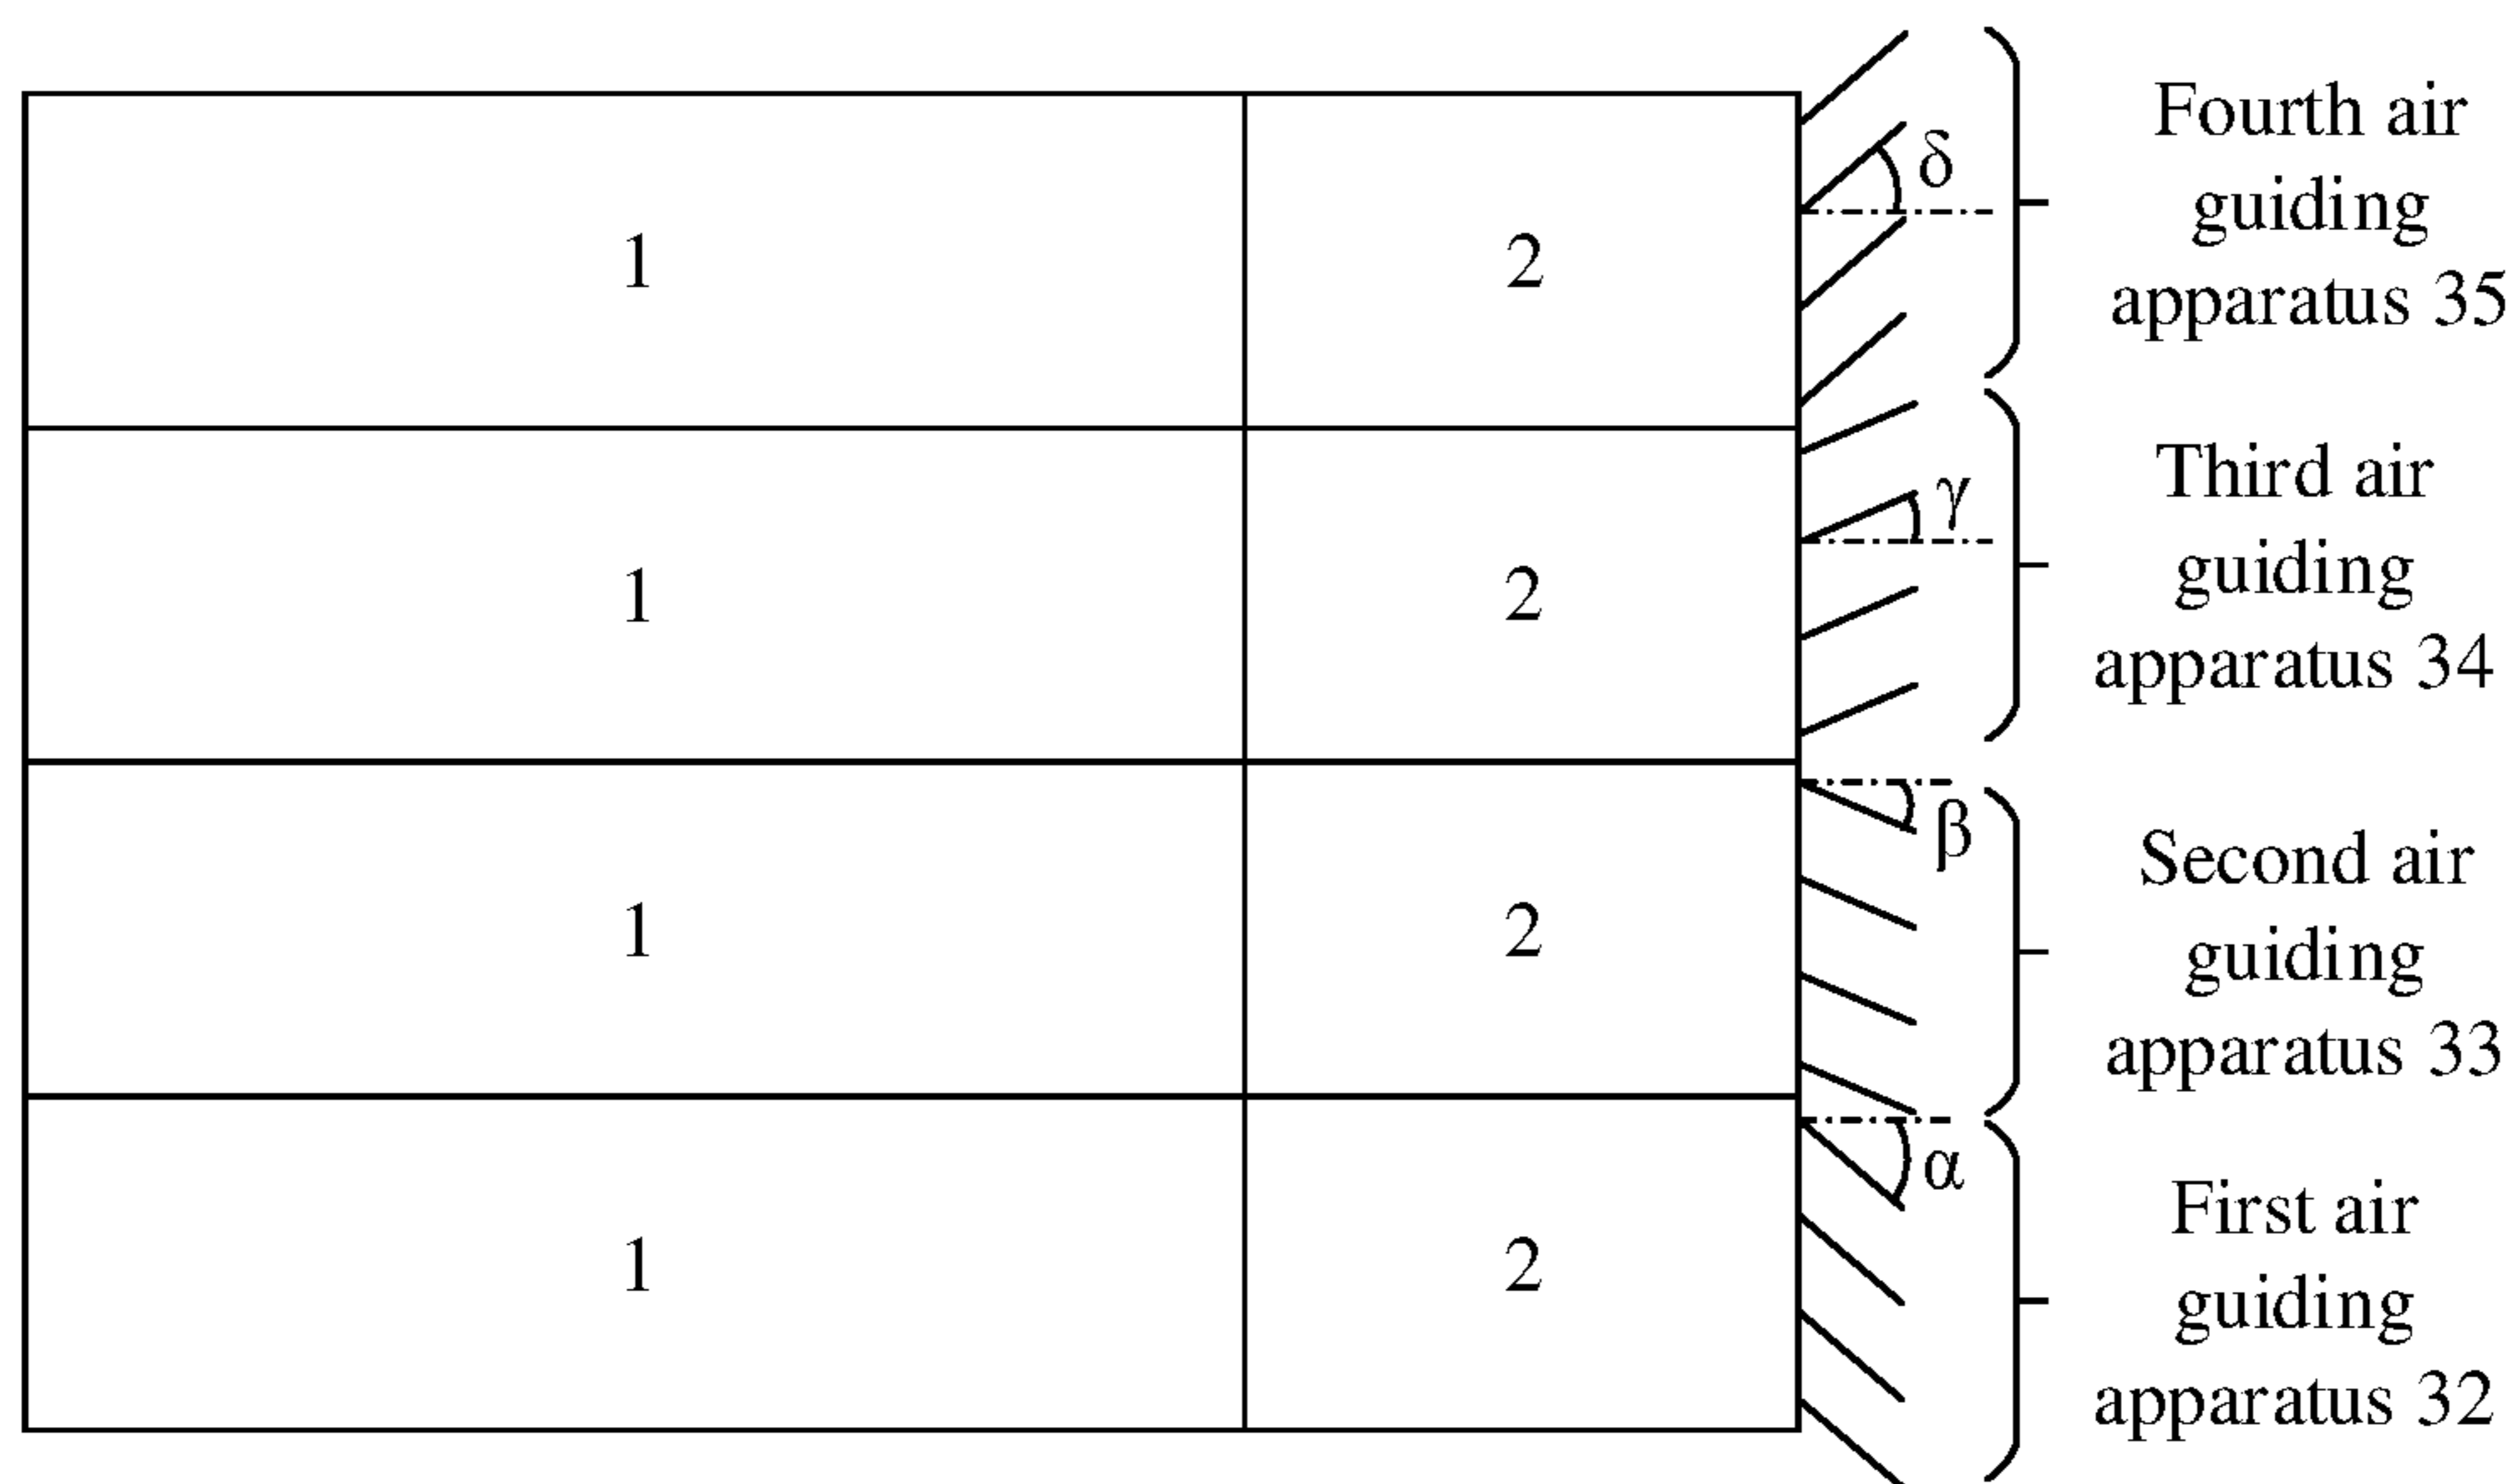 1
2
δ
Fourth air
guiding
apparatus 35
1
2
γ
Third air
guiding
apparatus 34
1
2
β
Second air
guiding
apparatus 33
1
2
α
First air
guiding
apparatus 32